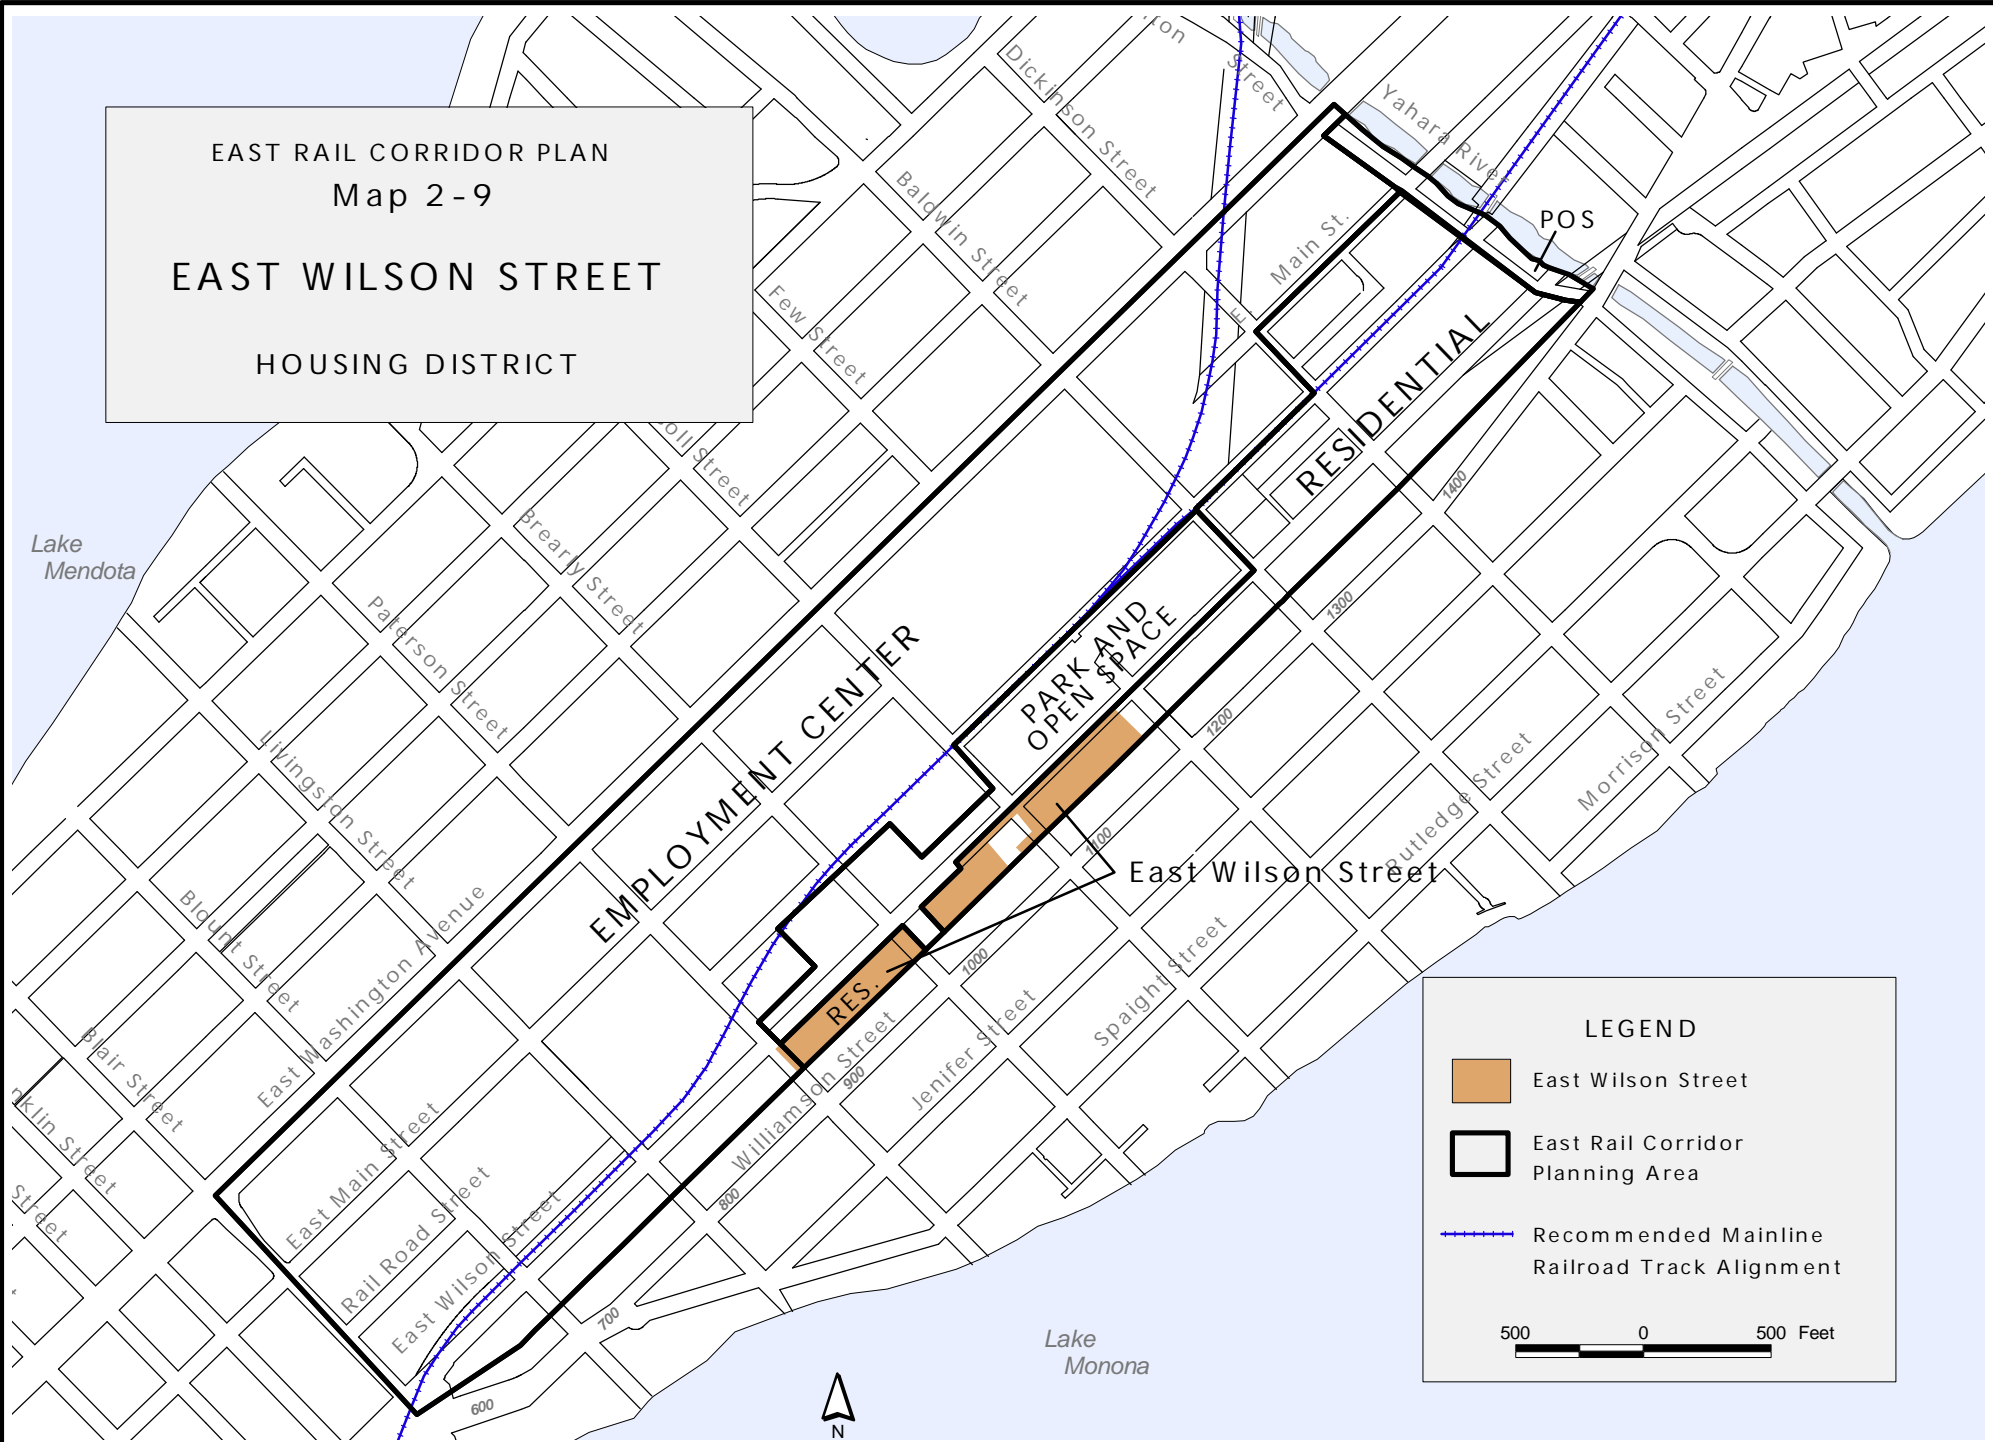 EAST RAIL CORRIDOR PLAN
Map 2-9
EAST WILSON STREET
HOUSING DISTRICT
Dickinson Street
Street
Yahara River
POS
Baldwin Street
Main St.
E
Few Street
RESIDENTIAL
Street
Brearly Street
1400
Lake
Mendota
Paterson Street
1300
EMPLOYMENT CENTER
PARK AND
OPEN SPACE
1200
Livingston Street
Rutledge Street
Morrison Street
1100
East Wilson Street
Blount Street
East Washington Avenue
1000
Spaight Street
RES.
Blair Street
Williamson Street
900
Jenifer Street
Street
Street
East Main Street
Rail Road Street
East Wilson Street
800
700
600
Lake
Monona
N
LEGEND
East Wilson Street
East Rail Corridor
Planning Area
Recommended Mainline
Railroad Track Alignment
500 0 500 Feet